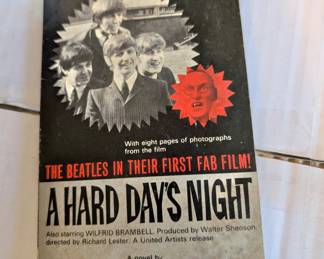 With eight pages of photographs
from the film
THE BEATLES IN THEIR FIRST FAB FILM!
A HARD DAY'S NIGHT
Also starring WILFRID BRAMBELL. Produced by Walter Shenson,
directed by Richard Lester. A United Artists release
A novel by